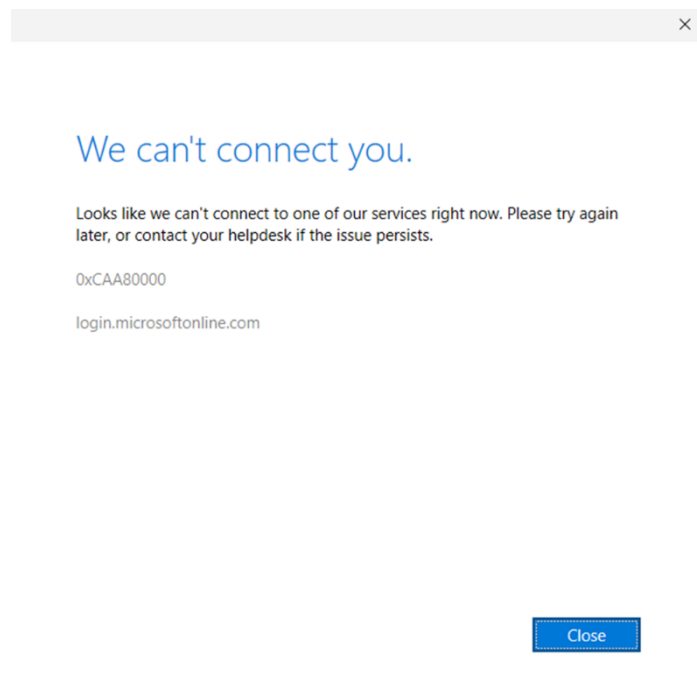 We can't connect you.
Looks like we can't connect to one of our services right now. Please try again
later, or contact your helpdesk if the issue persists.
0xCAA80000
login.microsoftonline.com
Close